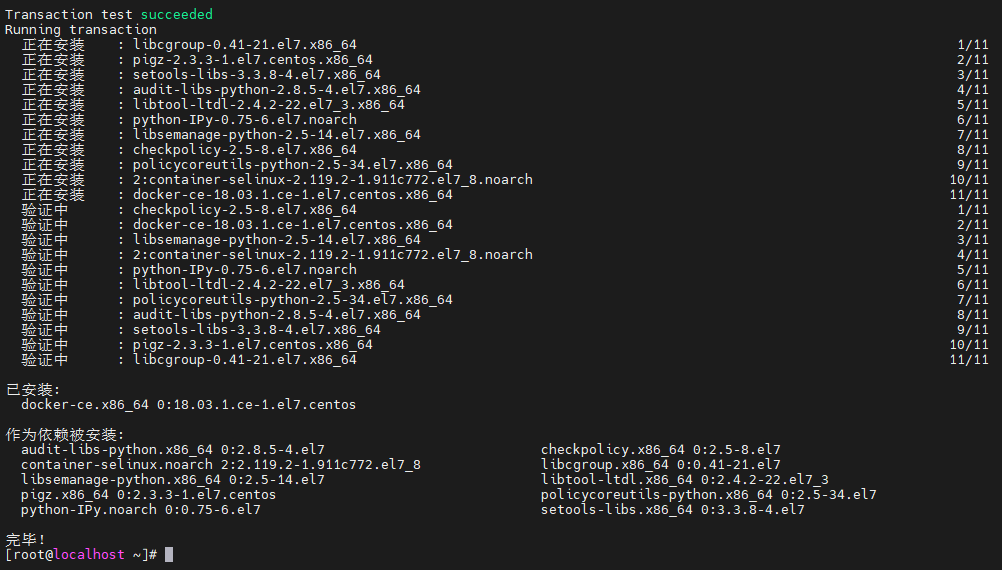 Transaction test succeeded
Running transaction
正在安装 : libcgroup-0.41-21.el7.x86_64 1/11
正在安装 : pigz-2.3.3-1.el7.centos.x86_64 2/11
正在安装 : setools-libs-3.3.8-4.el7.x86_64 3/11
正在安装 : audit-libs-python-2.8.5-4.el7.x86_64 4/11
正在安装 : libtool-ltdl-2.4.2-22.el7_3.x86_64 5/11
正在安装 : python-IPy-0.75-6.el7.noarch 6/11
正在安装 : libsemanage-python-2.5-14.el7.x86_64 7/11
正在安装 : checkpolicy-2.5-8.el7.x86_64 8/11
正在安装 : policycoreutils-python-2.5-34.el7.x86_64 9/11
正在安装 : 2:container-selinux-2.119.2-1.911c772.el7_8.noarch 10/11
正在安装 : docker-ce-18.03.1.ce-1.el7.centos.x86_64 11/11
验证中 : checkpolicy-2.5-8.el7.x86_64 1/11
验证中 : docker-ce-18.03.1.ce-1.el7.centos.x86_64 2/11
验证中 : libsemanage-python-2.5-14.el7.x86_64 3/11
验证中 : 2:container-selinux-2.119.2-1.911c772.el7_8.noarch 4/11
验证中 : python-IPy-0.75-6.el7.noarch 5/11
验证中 : libtool-ltdl-2.4.2-22.el7_3.x86_64 6/11
验证中 : policycoreutils-python-2.5-34.el7.x86_64 7/11
验证中 : audit-libs-python-2.8.5-4.el7.x86_64 8/11
验证中 : setools-libs-3.3.8-4.el7.x86_64 9/11
验证中 : pigz-2.3.3-1.el7.centos.x86_64 10/11
验证中 : libcgroup-0.41-21.el7.x86_64 11/11
已安装:
docker-ce.x86_64 0:18.03.1.ce-1.el7.centos
作为依赖被安装:
audit-libs-python.x86_64 0:2.8.5-4.el7 checkpolicy.x86_64 0:2.5-8.el7
container-selinux.noarch 2:2.119.2-1.911c772.el7_8 libcgroup.x86_64 0:0.41-21.el7
libsemanage-python.x86_64 0:2.5-14.el7 libtool-ltdl.x86_64 0:2.4.2-22.el7_3
pigz.x86_64 0:2.3.3-1.el7.centos policycoreutils-python.x86_64 0:2.5-34.el7
python-IPy.noarch 0:0.75-6.el7 setools-libs.x86_64 0:3.3.8-4.el7
完毕!
[root@localhost ~]#